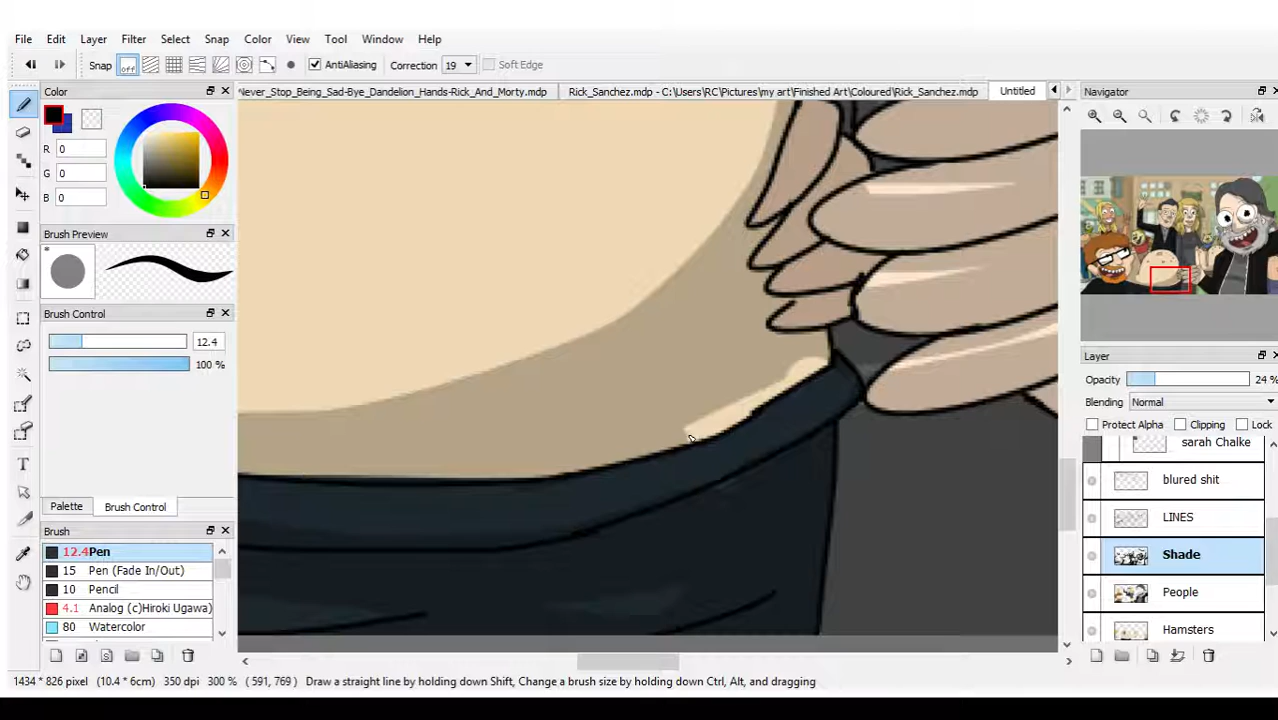 File Edit Layer Filter Select Snap Color View Tool Window Help
Snap off AntiAliasing Correction 19 Soft Edge
Color
Never_Stop_Being_Sad-Bye_Dandelion_Hands-Rick_And_Morty.mdp
Rick_Sanchez.mdp - C:\Users\RC\Pictures\my art\Finished Art\Coloured\Rick_Sanchez.mdp
Untitled
Navigator
R 0
G 0
B 0
Brush Preview
*
Brush Control
12.4
100 %
Layer
Opacity 24 %
Blending Normal
Protect Alpha Clipping Lock
sarah Chalke
blured shit
LINES
Shade
People
Hamsters
Palette Brush Control
Brush
12.4 Pen
15 Pen (Fade In/Out)
10 Pencil
4.1 Analog (c)Hiroki Ugawa)
80 Watercolor
1434 * 826 pixel (10.4 * 6cm) 350 dpi 300 % ( 591, 769 ) Draw a straight line by holding down Shift, Change a brush size by holding down Ctrl, Alt, and dragging